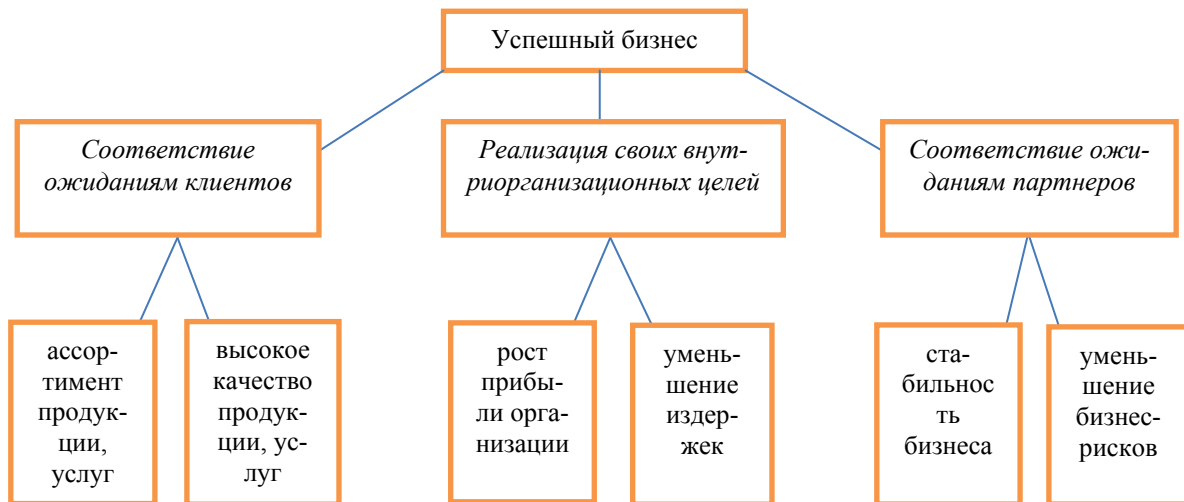 Успешный бизнес
Соответствие
ожиданиям клиентов
Реализация своих внут-
риорганизационных целей
Соответствие ожи-
даниям партнеров
ассор-
тимент
продук-
ции,
услуг
высокое
качество
продук-
ции, ус-
луг
рост
прибы-
ли орга-
низации
умень-
шение
издер-
жек
ста-
бильнос
ть
бизнеса
умень-
шение
бизнес-
рисков